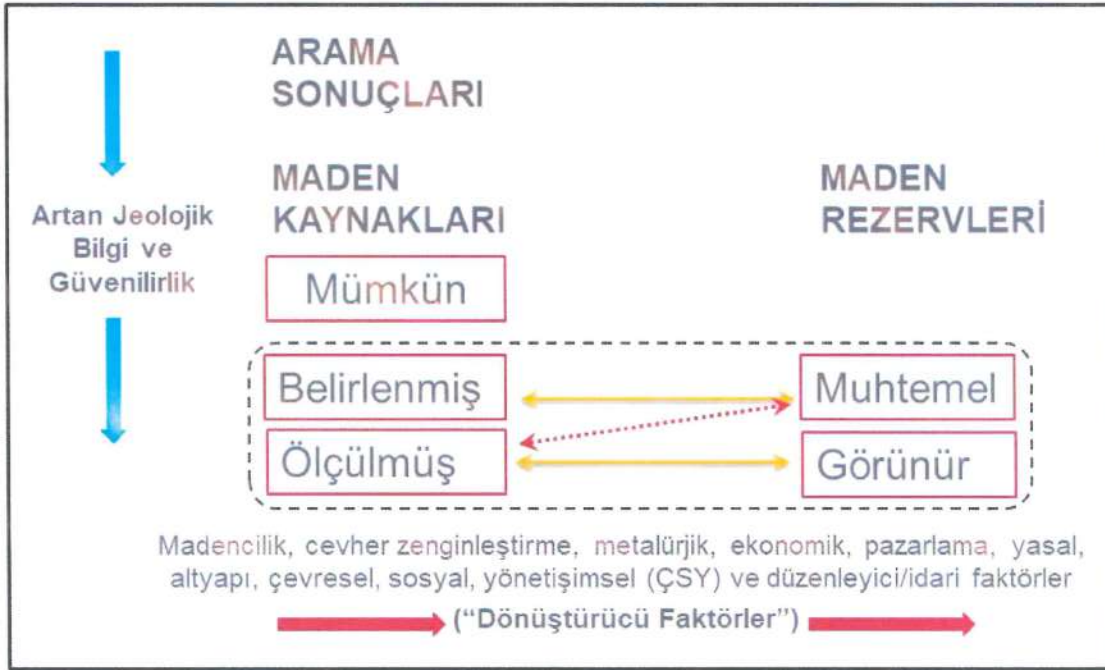 ARAMA
SONUÇLARI
MADEN
KAYNAKLARI
MADEN
REZERVLERİ
Artan Jeolojik
Bilgi ve
Güvenilirlik
Mümkün
Belirlenmiş
Muhtemel
Ölçülmüş
Görünür
Madencilik, cevher zenginleştirme, metalürjik, ekonomik, pazarlama, yasal,
altyapı, çevresel, sosyal, yönetişimsel (ÇSY) ve düzenleyici/idari faktörler
(“Dönüştürücü Faktörler”)